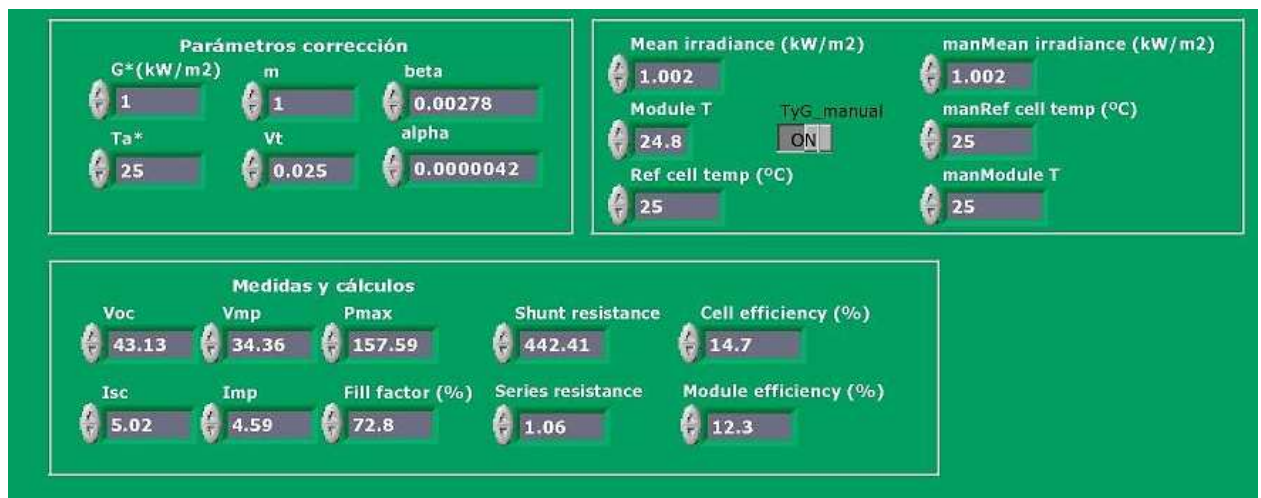 Parámetros corrección
G*(kW/m2) m beta
1 1 0.00278
Ta* Vt alpha
25 0.025 0.0000042
Mean irradiance (kW/m2) manMean irradiance (kW/m2)
1.002 1.002
Module T TyG_manual manRef cell temp (ºC)
24.8 ON 25
Ref cell temp (ºC) manModule T
25 25
Medidas y cálculos
Voc Vmp Pmax Shunt resistance Cell efficiency (%)
43.13 34.36 157.59 442.41 14.7
Isc Imp Fill factor (%) Series resistance Module efficiency (%)
5.02 4.59 72.8 1.06 12.3